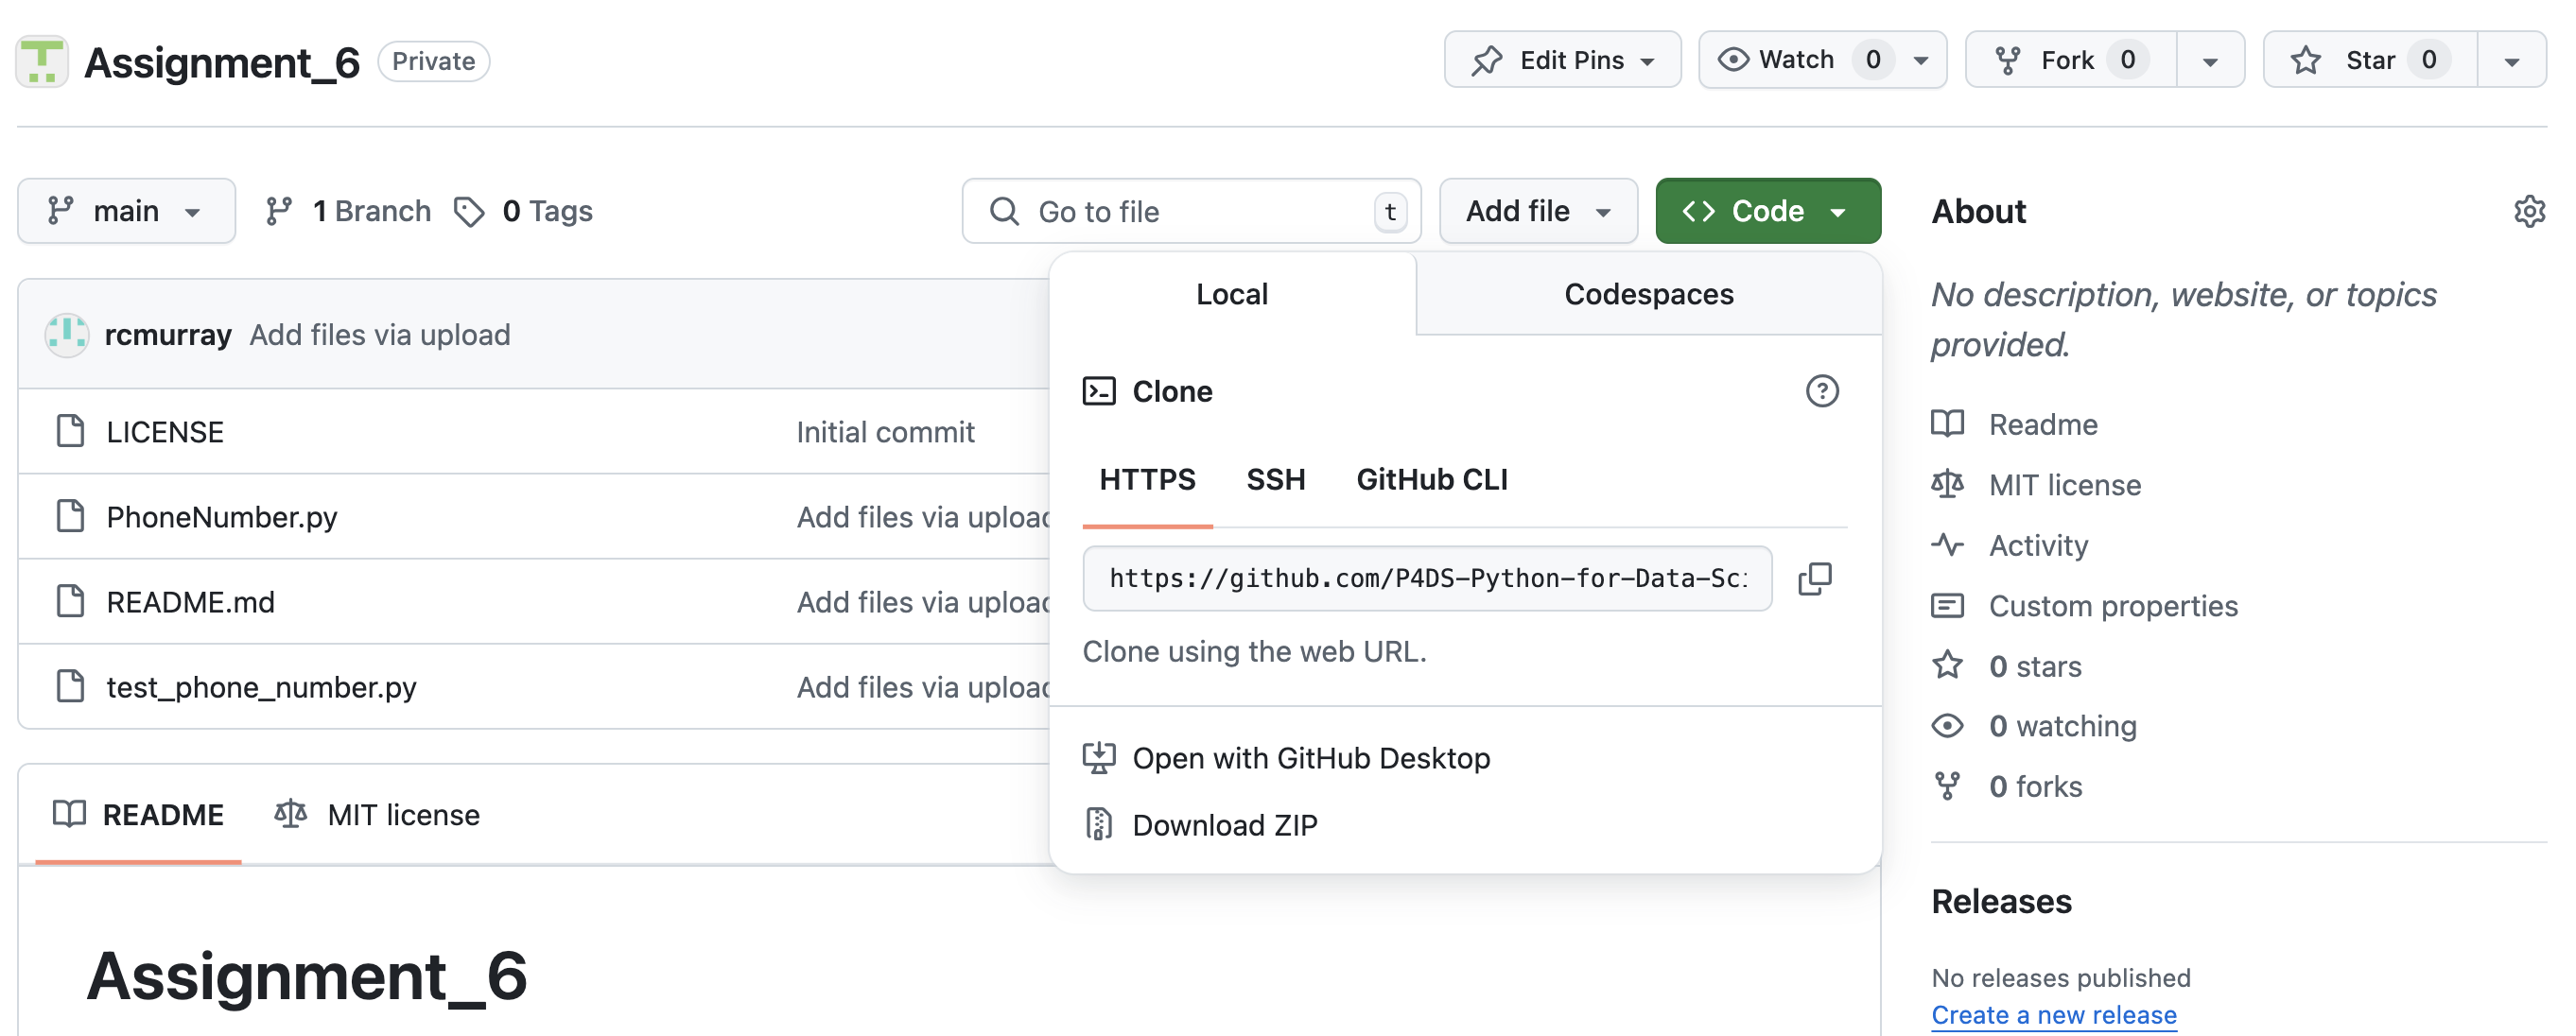 Assignment_6 Private Edit Pins Watch 0 Fork 0 Star 0
main 1 Branch 0 Tags Go to file t Add file Code
About
No description, website, or topics
provided.
Readme
MIT license
Activity
Custom properties
0 stars
0 watching
0 forks
Releases
No releases published
Create a new release
Local Codespaces
Clone
HTTPS SSH GitHub CLI
https://github.com/P4DS-Python-for-Data-Sc
Clone using the web URL.
Open with GitHub Desktop
Download ZIP
rcmurray Add files via upload
LICENSE Initial commit
PhoneNumber.py Add files via upload
README.md Add files via upload
test_phone_number.py Add files via upload
README MIT license
Assignment_6